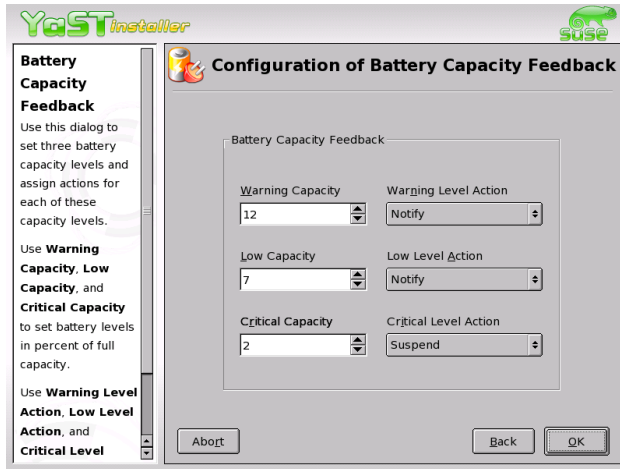 YaST installer
SUSE
Battery
Capacity
Feedback
Use this dialog to
set three battery
capacity levels and
assign actions for
each of these
capacity levels.
Use Warning
Capacity, Low
Capacity, and
Critical Capacity
to set battery levels
in percent of full
capacity.
Use Warning Level
Action, Low Level
Action, and
Critical Level
Configuration of Battery Capacity Feedback
Battery Capacity Feedback
Warning Capacity
Warning Level Action
12
Notify
Low Capacity
Low Level Action
7
Notify
Critical Capacity
Critical Level Action
2
Suspend
Abort
Back
OK